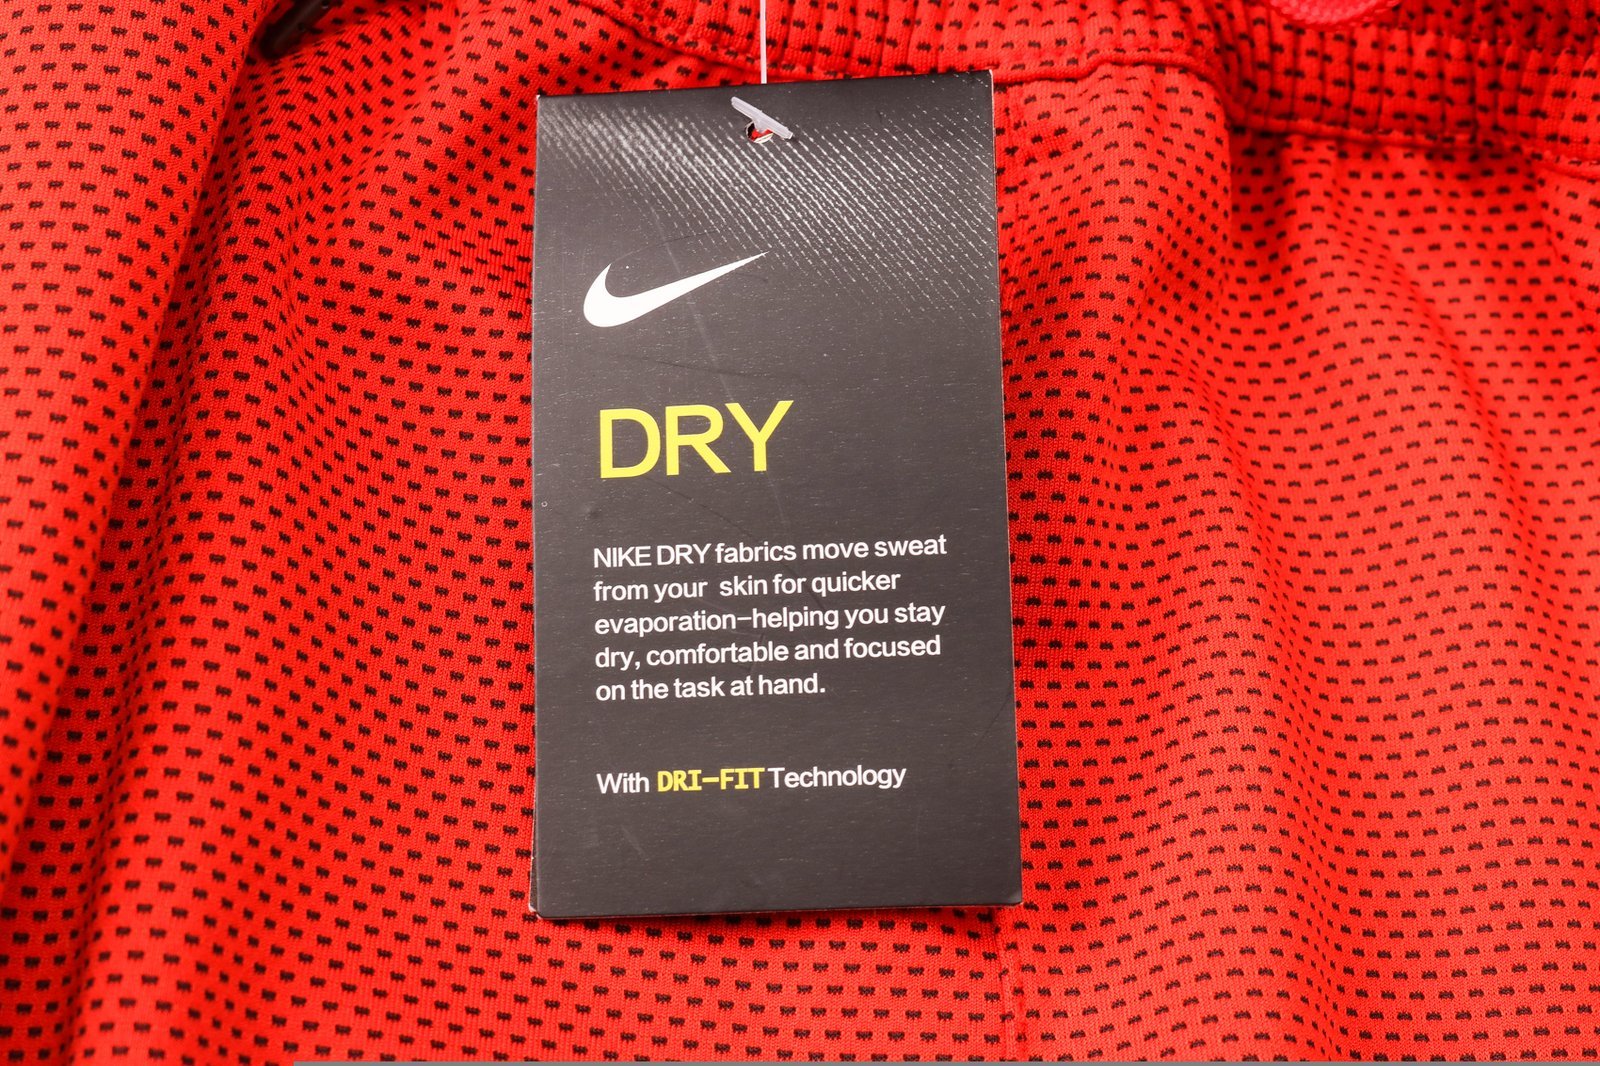 DRY
NIKE DRY fabrics move sweat
from your skin for quicker
evaporation–helping you stay
dry, comfortable and focused
on the task at hand.
With DRI–FIT Technology